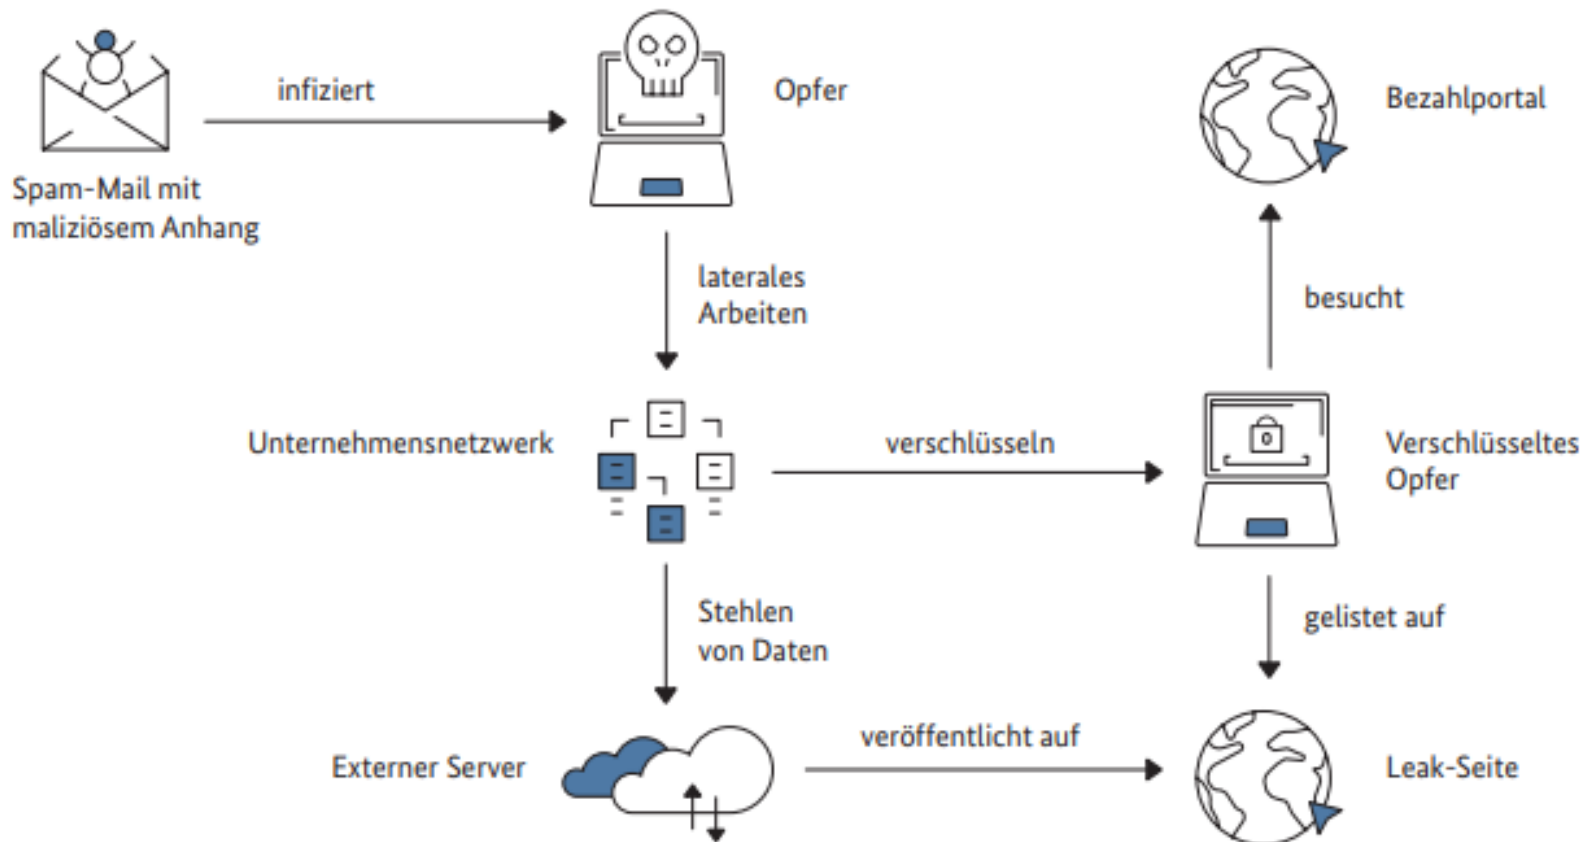 infiziert
Opfer
Bezahlportal
Spam-Mail mit
maliziösem Anhang
laterales
Arbeiten
besucht
Unternehmensnetzwerk
verschlüsseln
Verschlüsseltes
Opfer
Stehlen
von Daten
gelistet auf
Externer Server
veröffentlicht auf
Leak-Seite